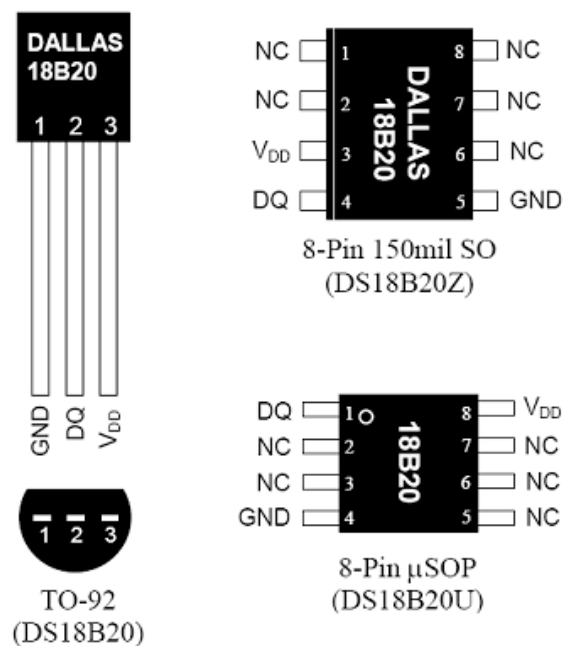 DALLAS
18B20
1 2 3
GND DQ VDD
1 2 3
TO-92
(DS18B20)
NC 1 8 NC
NC 2 7 NC
VDD 3 6 NC
DQ 4 5 GND
DALLAS
18B20
8-Pin 150mil SO
(DS18B20Z)
DQ 1 8 VDD
NC 2 7 NC
NC 3 6 NC
GND 4 5 NC
18B20
8-Pin μSOP
(DS18B20U)